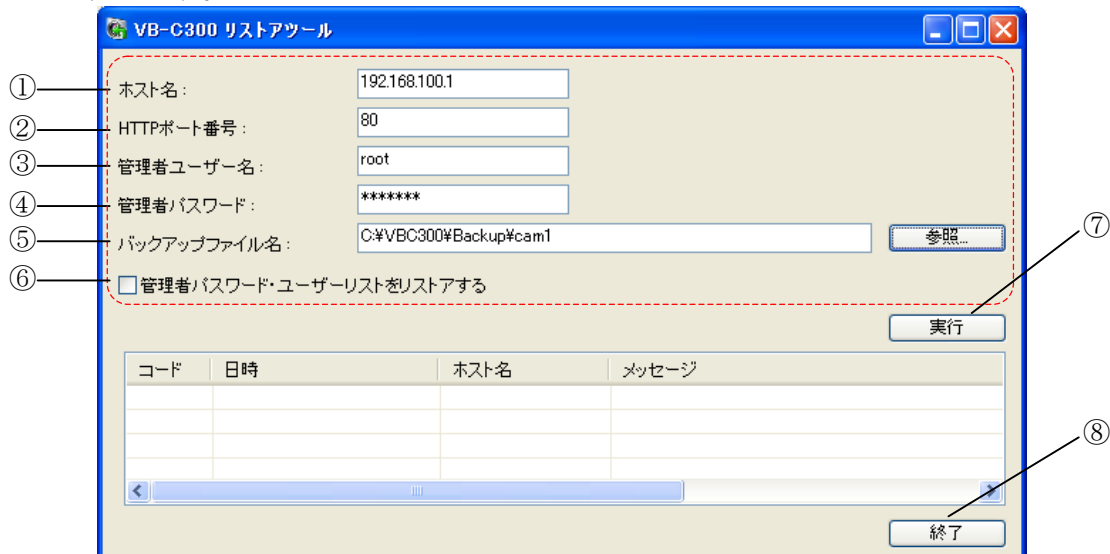 VB-C300 リストアツール
① ホスト名: 192.168.100.1
② HTTPポート番号: 80
③ 管理者ユーザー名: root
④ 管理者パスワード: *******
⑤ バックアップファイル名: C:¥VBC300¥Backup¥cam1 参照...
⑥ 管理者パスワード・ユーザーリストをリストアする
⑦
実行
コード 日時 ホスト名 メッセージ
⑧
終了